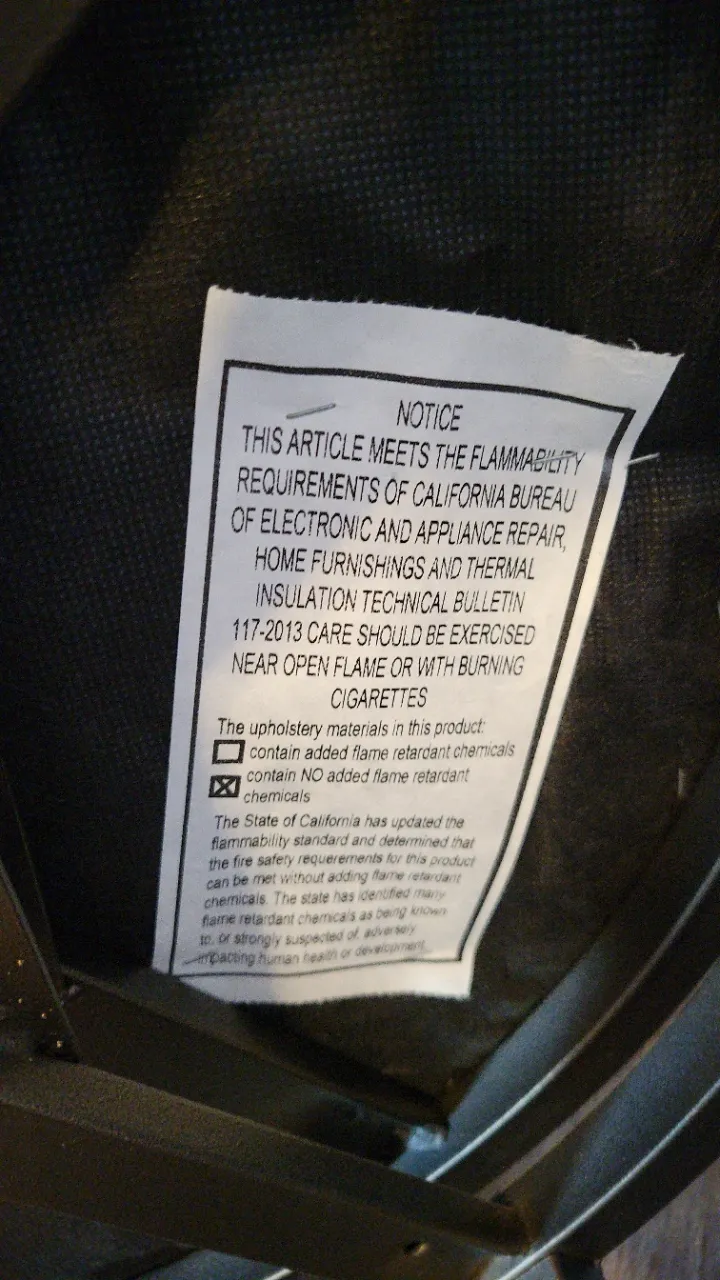 NOTICE
THIS ARTICLE MEETS THE FLAMMABILITY
REQUIREMENTS OF CALIFORNIA BUREAU
OF ELECTRONIC AND APPLIANCE REPAIR,
HOME FURNISHINGS AND THERMAL
INSULATION TECHNICAL BULLETIN
117-2013 CARE SHOULD BE EXERCISED
NEAR OPEN FLAME OR WITH BURNING
CIGARETTES
The upholstery materials in this product:
☐ contain added flame retardant chemicals
☒ contain NO added flame retardant
chemicals
The State of California has updated the
flammability standard and determined that
the fire safety requerements for this product
can be met without adding flame retardant
chemicals. The state has identified many
flame retardant chemicals as being known
to, or strongly suspected of, adversely
impacting human health or development.